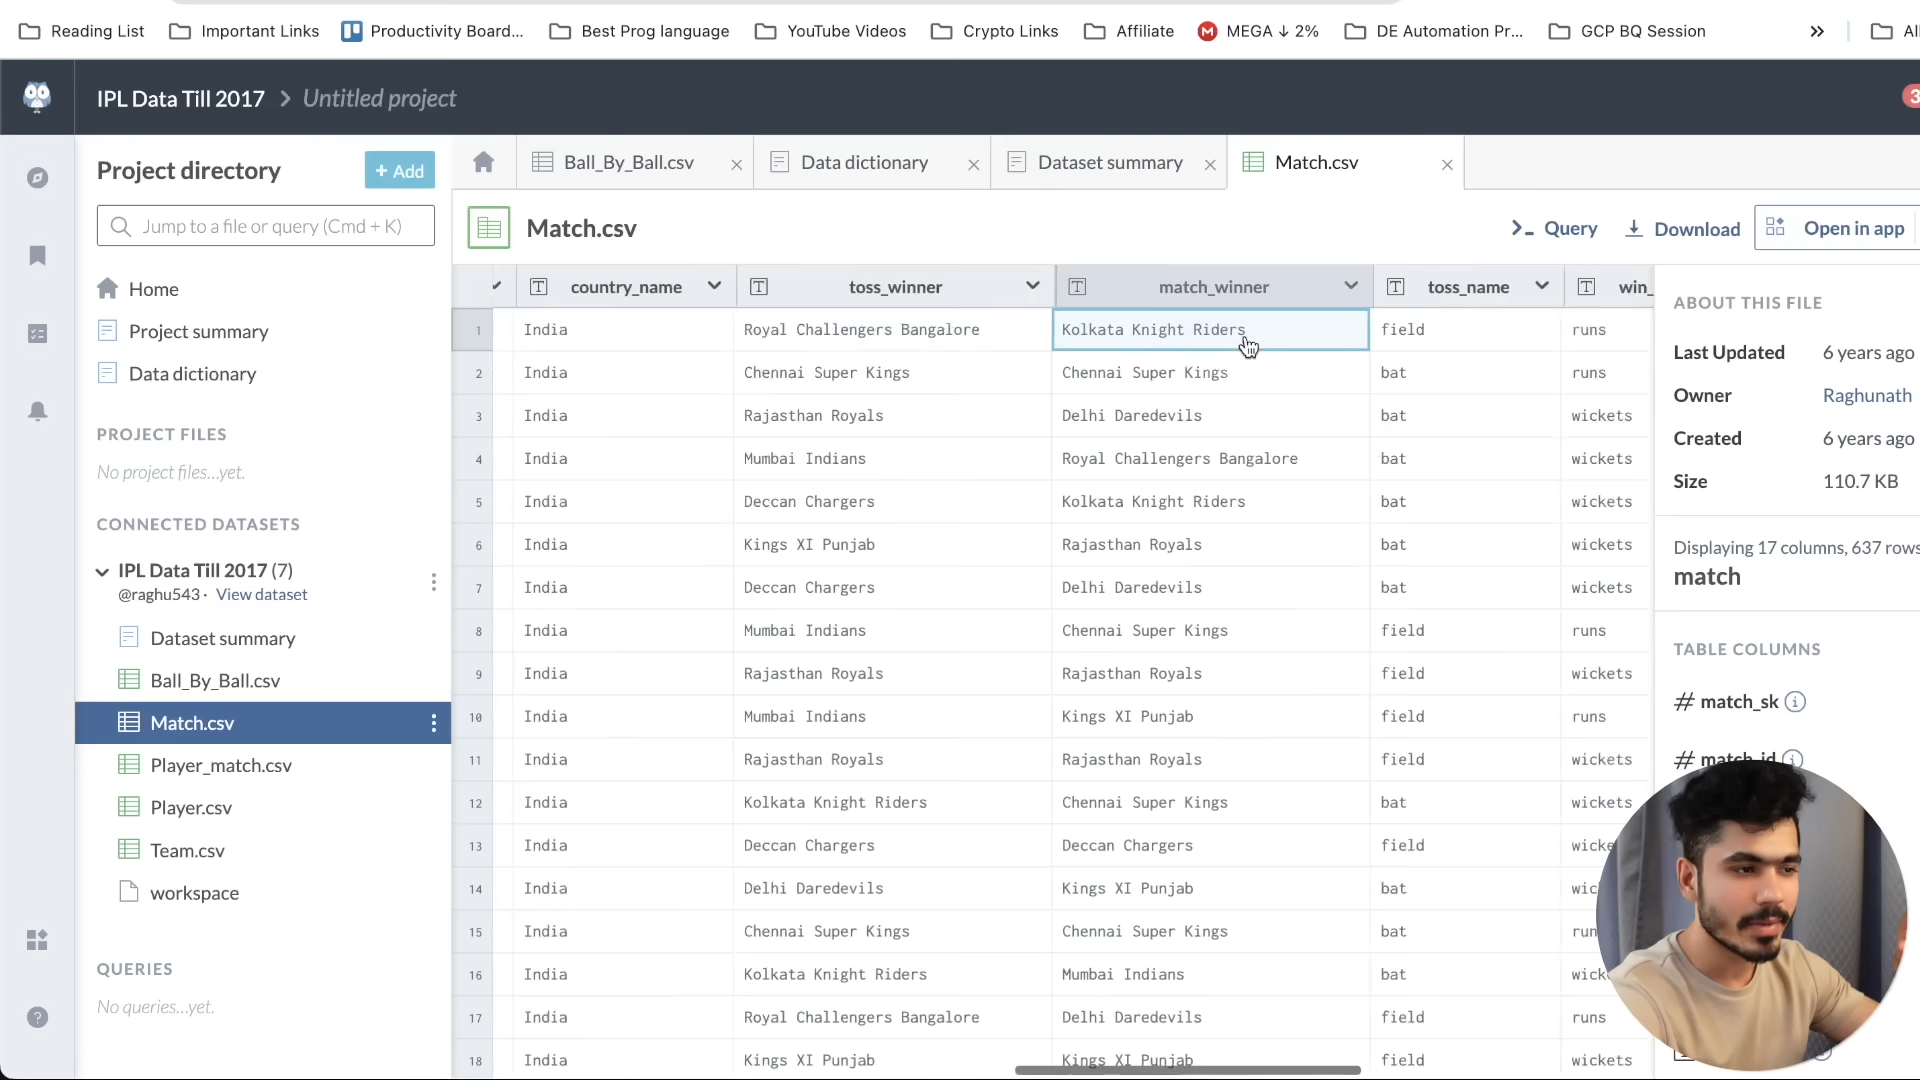 Reading List Important Links Productivity Board... Best Prog language YouTube Videos Crypto Links Affiliate MEGA ↓ 2% DE Automation Pr... GCP BQ Session »
IPL Data Till 2017 > Untitled project
3
Project directory
+ Add
Jump to a file or query (Cmd + K)
Home
Project summary
Data dictionary
PROJECT FILES
No project files...yet.
CONNECTED DATASETS
IPL Data Till 2017 (7)
@raghu543 · View dataset
Dataset summary
Ball_By_Ball.csv
Match.csv
Player_match.csv
Player.csv
Team.csv
workspace
QUERIES
No queries...yet.
Ball_By_Ball.csv × Data dictionary × Dataset summary × Match.csv ×
Match.csv
Query Download Open in app
country_name toss_winner match_winner toss_name win_
1 India Royal Challengers Bangalore Kolkata Knight Riders field runs
2 India Chennai Super Kings Chennai Super Kings bat runs
3 India Rajasthan Royals Delhi Daredevils bat wickets
4 India Mumbai Indians Royal Challengers Bangalore bat wickets
5 India Deccan Chargers Kolkata Knight Riders bat wickets
6 India Kings XI Punjab Rajasthan Royals bat wickets
7 India Deccan Chargers Delhi Daredevils bat wickets
8 India Mumbai Indians Chennai Super Kings field runs
9 India Rajasthan Royals Rajasthan Royals field wickets
10 India Mumbai Indians Kings XI Punjab field runs
11 India Rajasthan Royals Rajasthan Royals field wickets
12 India Kolkata Knight Riders Chennai Super Kings bat wickets
13 India Deccan Chargers Deccan Chargers field wicke
14 India Delhi Daredevils Kings XI Punjab bat wic
15 India Chennai Super Kings Chennai Super Kings bat run
16 India Kolkata Knight Riders Mumbai Indians bat wick
17 India Royal Challengers Bangalore Delhi Daredevils field runs
18 India Kings XI Punjab Kings XI Punjab field wickets
ABOUT THIS FILE
Last Updated 6 years ago
Owner Raghunath
Created 6 years ago
Size 110.7 KB
Displaying 17 columns, 637 rows
match
TABLE COLUMNS
# match_sk
# match_id